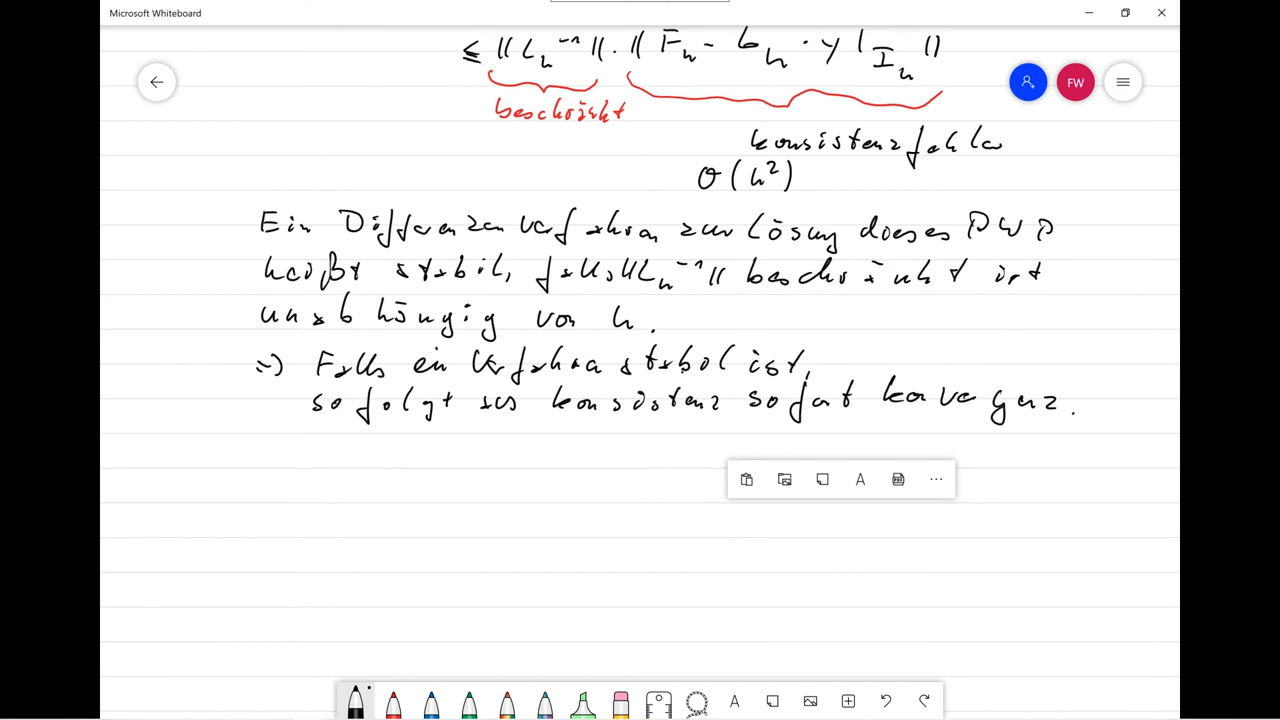 Microsoft Whiteboard
≤ ||L_h^{-1}|| · || F_h - L_h · y|_{I_h} ||
FW
beschränkt
Konsistenzfehler
O(h²)
Ein Differenzenverfahren zur Lösung dieses RWP
heißt stabil, falls ||L_h^{-1}|| beschränkt ist
unabhängig von h.
=> Falls ein Verfahren stabil ist,
so folgt aus Konsistenz sofort Konvergenz.